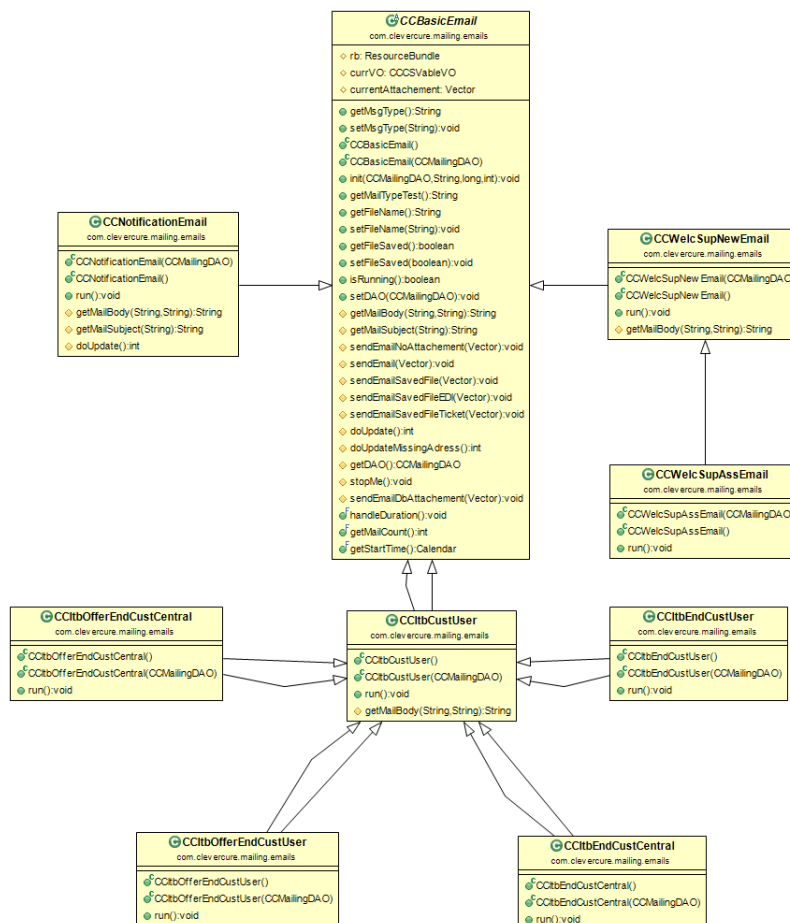 CCBasicEmail
com.clevercure.mailing.emails
rb: ResourceBundle
currVO: CCCSVableVO
currentAttachement: Vector
getMsgType():String
setMsgType(String):void
CCBasicEmail()
CCBasicEmail(CCMailingDAO)
init(CCMailingDAO,String,long,int):void
getMailTypeTest():String
getFileName():String
setFileName(String):void
getFileSaved():boolean
setFileSaved(boolean):void
isRunning():boolean
setDAO(CCMailingDAO):void
getMailBody(String,String):String
getMailSubject(String):String
sendEmailNoAttachement(Vector):void
sendEmail(Vector):void
sendEmailSavedFile(Vector):void
sendEmailSavedFileEDI(Vector):void
sendEmailSavedFileTicket(Vector):void
doUpdate():int
doUpdateMissingAdress():int
getDAO():CCMailingDAO
stopMe():void
sendEmailDbAttachement(Vector):void
handleDuration():void
getMailCount():int
getStartTime():Calendar
CCNotificationEmail
com.clevercure.mailing.emails
CCNotificationEmail(CCMailingDAO)
CCNotificationEmail()
run():void
getMailBody(String,String):String
getMailSubject(String):String
doUpdate():int
CCWelcSupNewEmail
com.clevercure.mailing.emails
CCWelcSupNewEmail(CCMailingDAO
CCWelcSupNewEmail()
run():void
getMailBody(String,String):String
CCWelcSupAssEmail
com.clevercure.mailing.emails
CCWelcSupAssEmail(CCMailingDAO
CCWelcSupAssEmail()
run():void
CCItbOfferEndCustCentral
com.clevercure.mailing.emails
CCItbOfferEndCustCentral()
CCItbOfferEndCustCentral(CCMailingDAO)
run():void
CCItbCustUser
com.clevercure.mailing.emails
CCItbCustUser()
CCItbCustUser(CCMailingDAO)
run():void
getMailBody(String,String):String
CCItbEndCustUser
com.clevercure.mailing.emails
CCItbEndCustUser()
CCItbEndCustUser(CCMailingDAO)
run():void
CCItbOfferEndCustUser
com.clevercure.mailing.emails
CCItbOfferEndCustUser()
CCItbOfferEndCustUser(CCMailingDAO)
run():void
CCItbEndCustCentral
com.clevercure.mailing.emails
CCItbEndCustCentral()
CCItbEndCustCentral(CCMailingDAO)
run():void